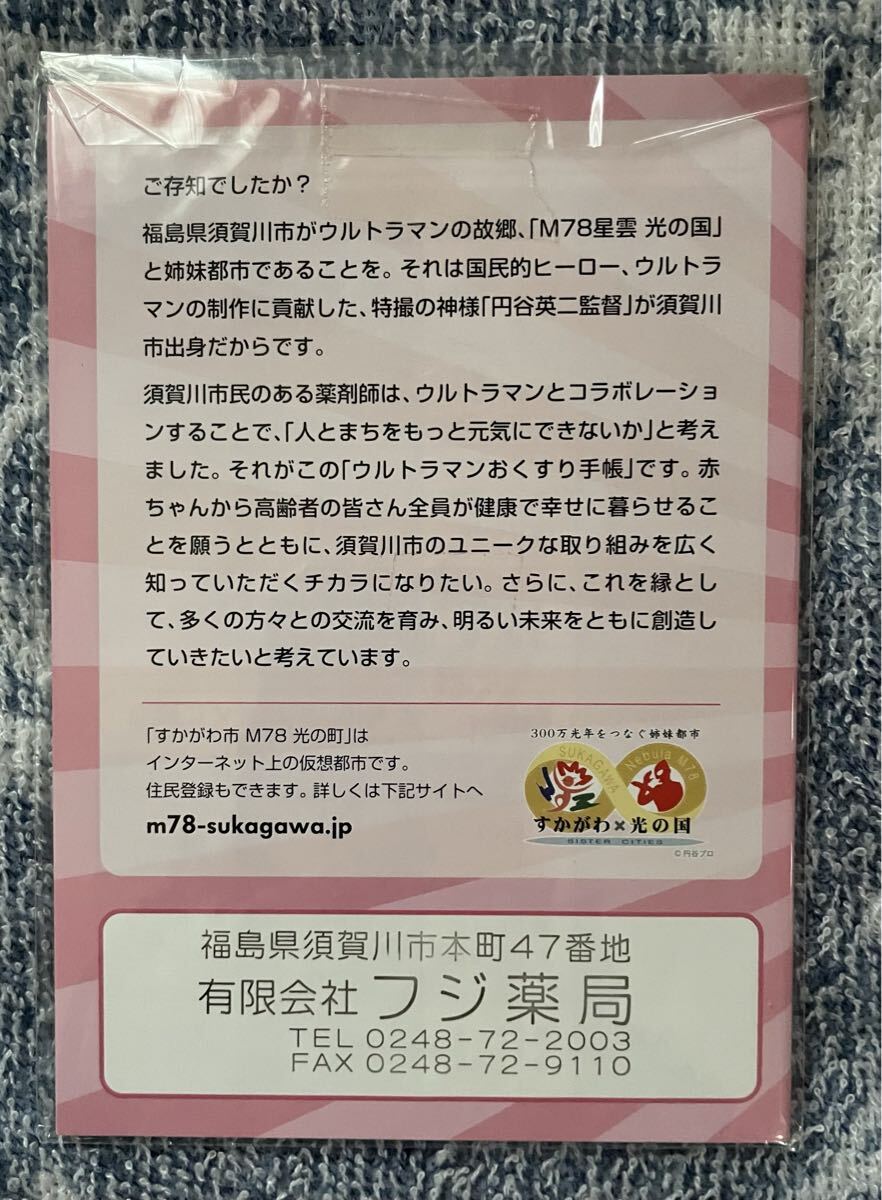 ご存知でしたか？
福島県須賀川市がウルトラマンの故郷、「M78星雲 光の国」
と姉妹都市であることを。それは国民的ヒーロー、ウルトラ
マンの制作に貢献した、特撮の神様「円谷英二監督」が須賀川
市出身だからです。
須賀川市民のある薬剤師は、ウルトラマンとコラボレーショ
ンすることで、「人とまちをもっと元気にできないか」と考え
ました。それがこの「ウルトラマンおくすり手帳」です。赤
ちゃんから高齢者の皆さん全員が健康で幸せに暮らせるこ
とを願うとともに、須賀川市のユニークな取り組みを広く
知っていただくチカラになりたい。さらに、これを縁とし
て、多くの方々との交流を育み、明るい未来をともに創造し
ていきたいと考えています。
「すかがわ市 M78 光の町」は
インターネット上の仮想都市です。
住民登録もできます。詳しくは下記サイトへ
m78-sukagawa.jp
300万光年をつなぐ姉妹都市
SUKAGAWA Nebula M78
すかがわ×光の国
SISTER CITIES
©円谷プロ
福島県須賀川市本町47番地
有限会社 フジ薬局
TEL 0248-72-2003
FAX 0248-72-9110